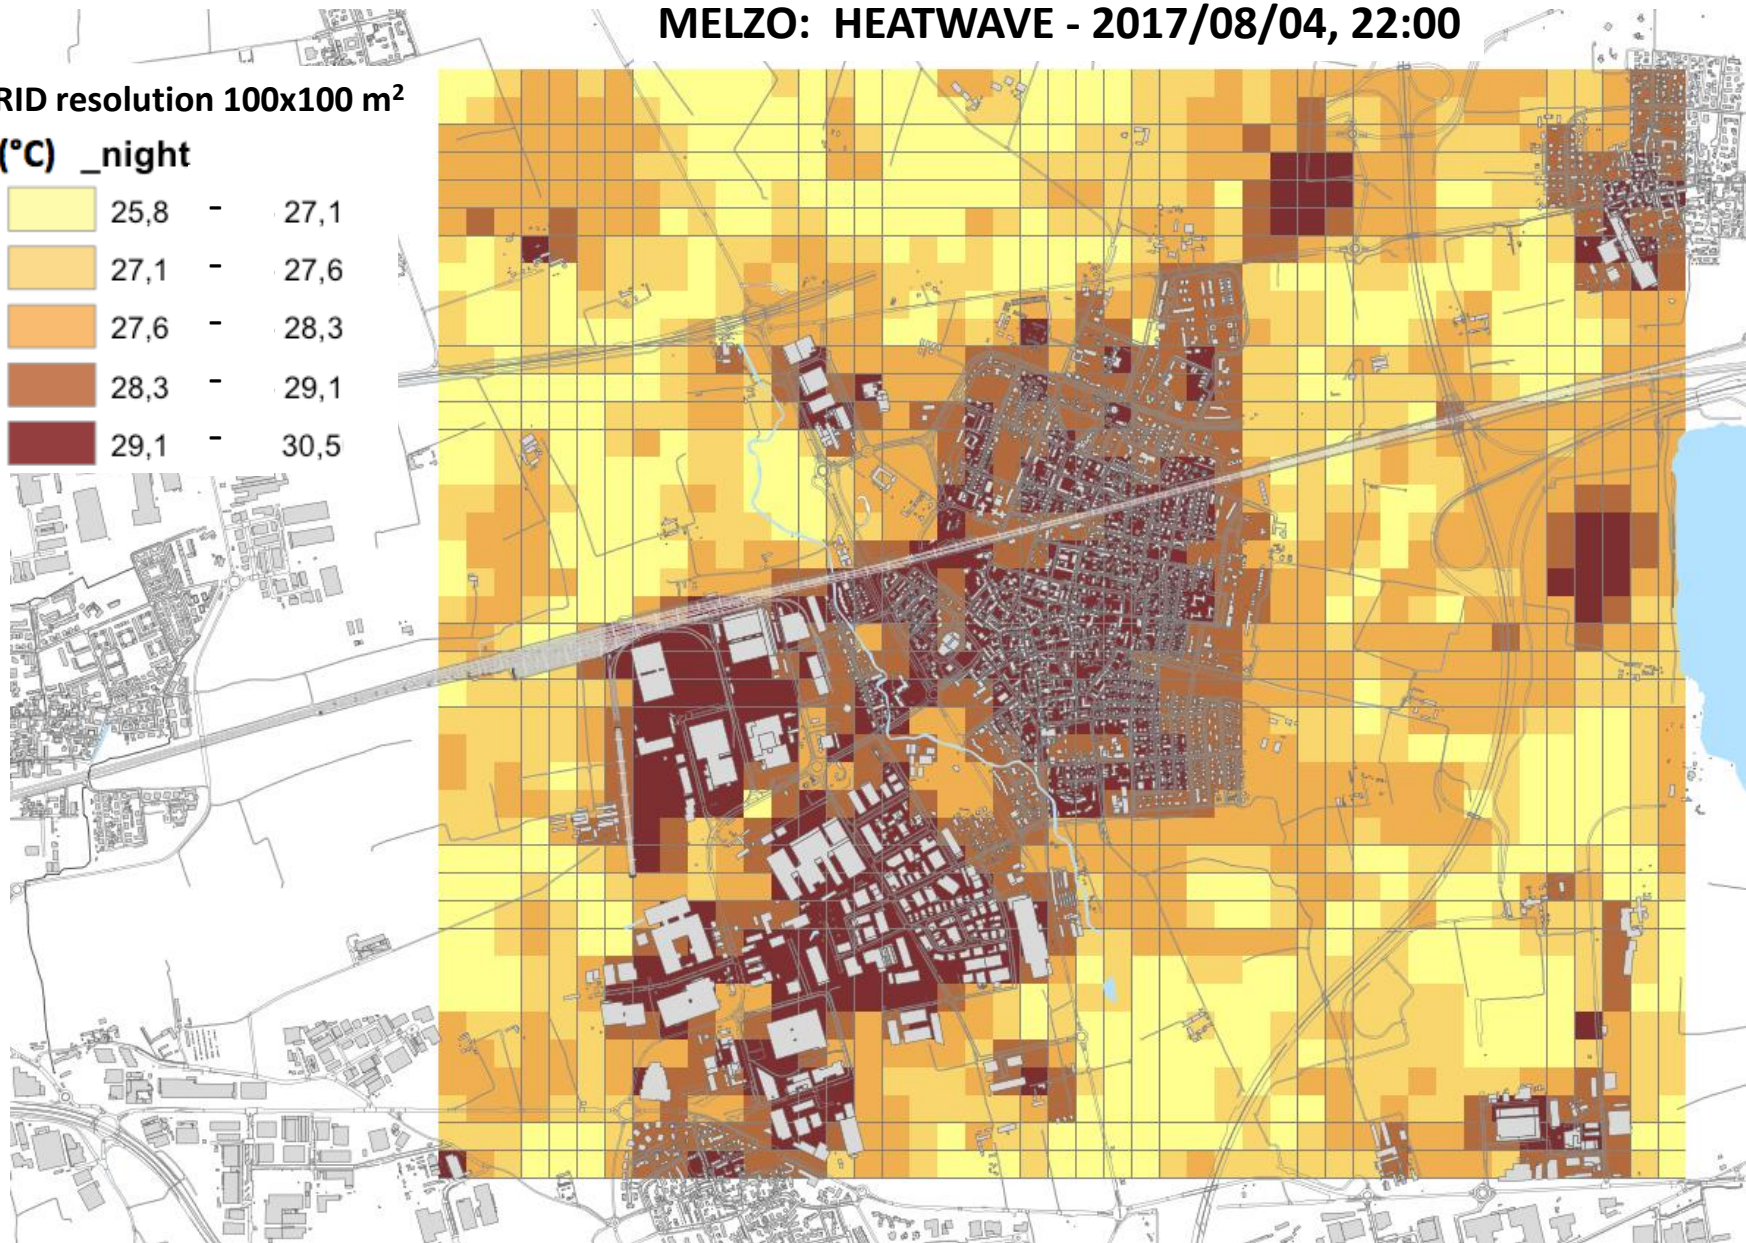 MELZO: HEATWAVE - 2017/08/04, 22:00
RID resolution 100x100 m²
(°C) _night
25,8 - 27,1
27,1 - 27,6
27,6 - 28,3
28,3 - 29,1
29,1 - 30,5